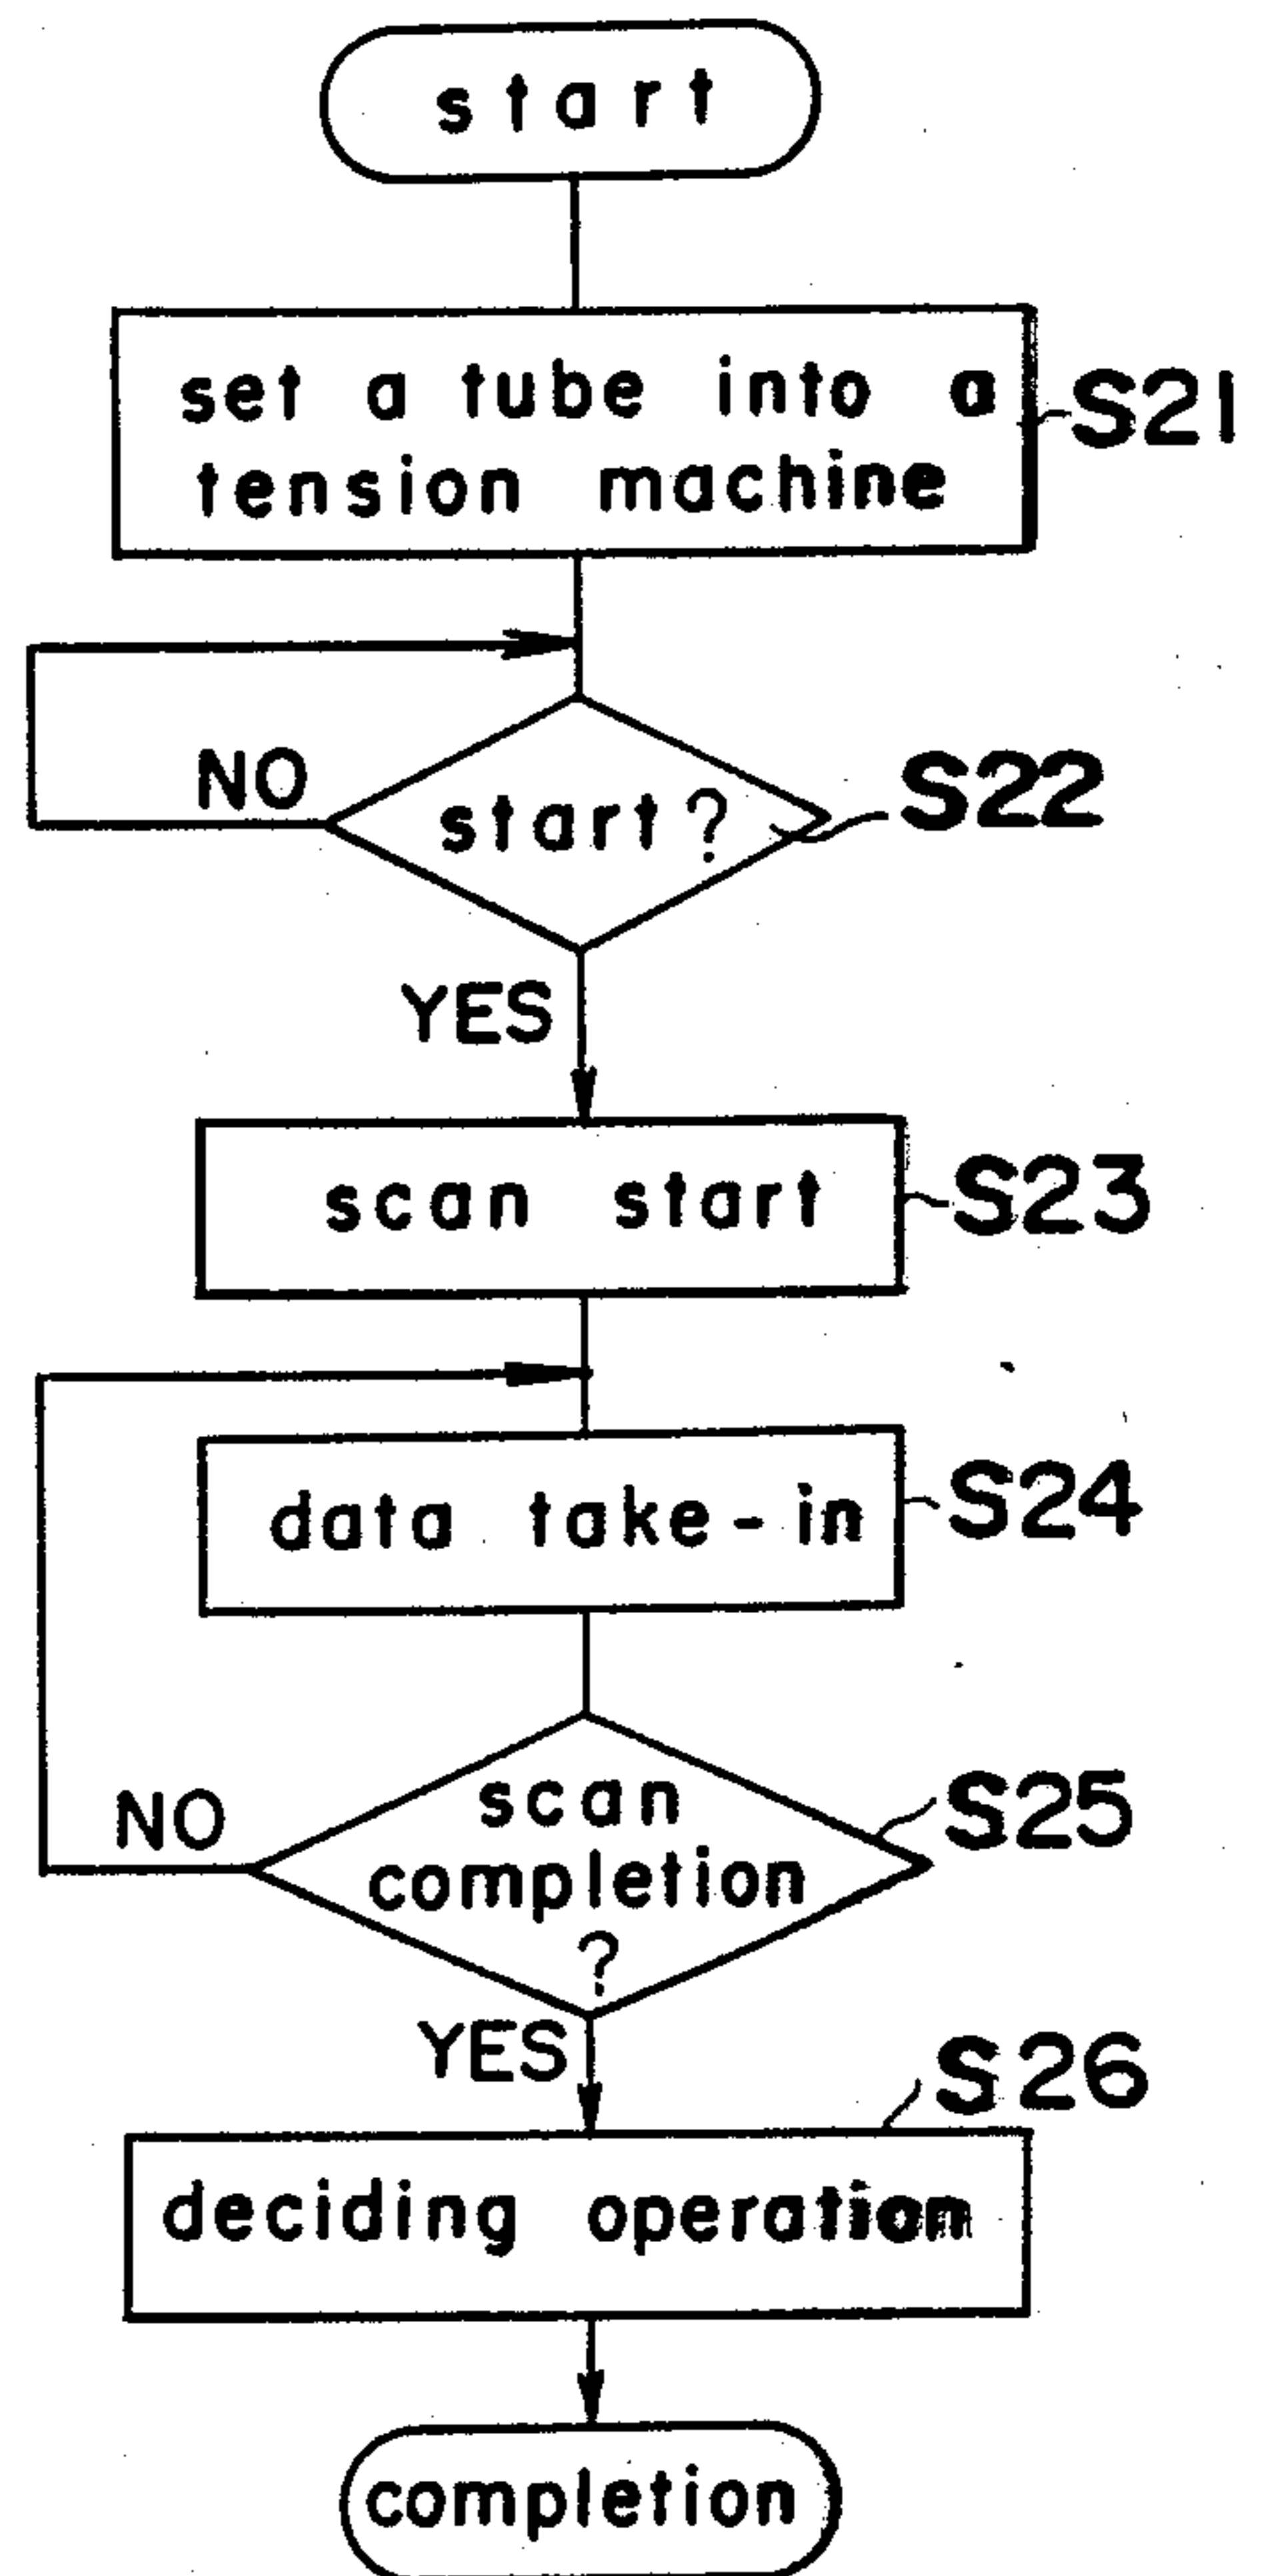 start
set a tube into a
tension machine
S21
NO
start?
S22
YES
scan start
S23
data take-in
S24
NO
scan
completion
?
S25
YES
S26
deciding operation
completion